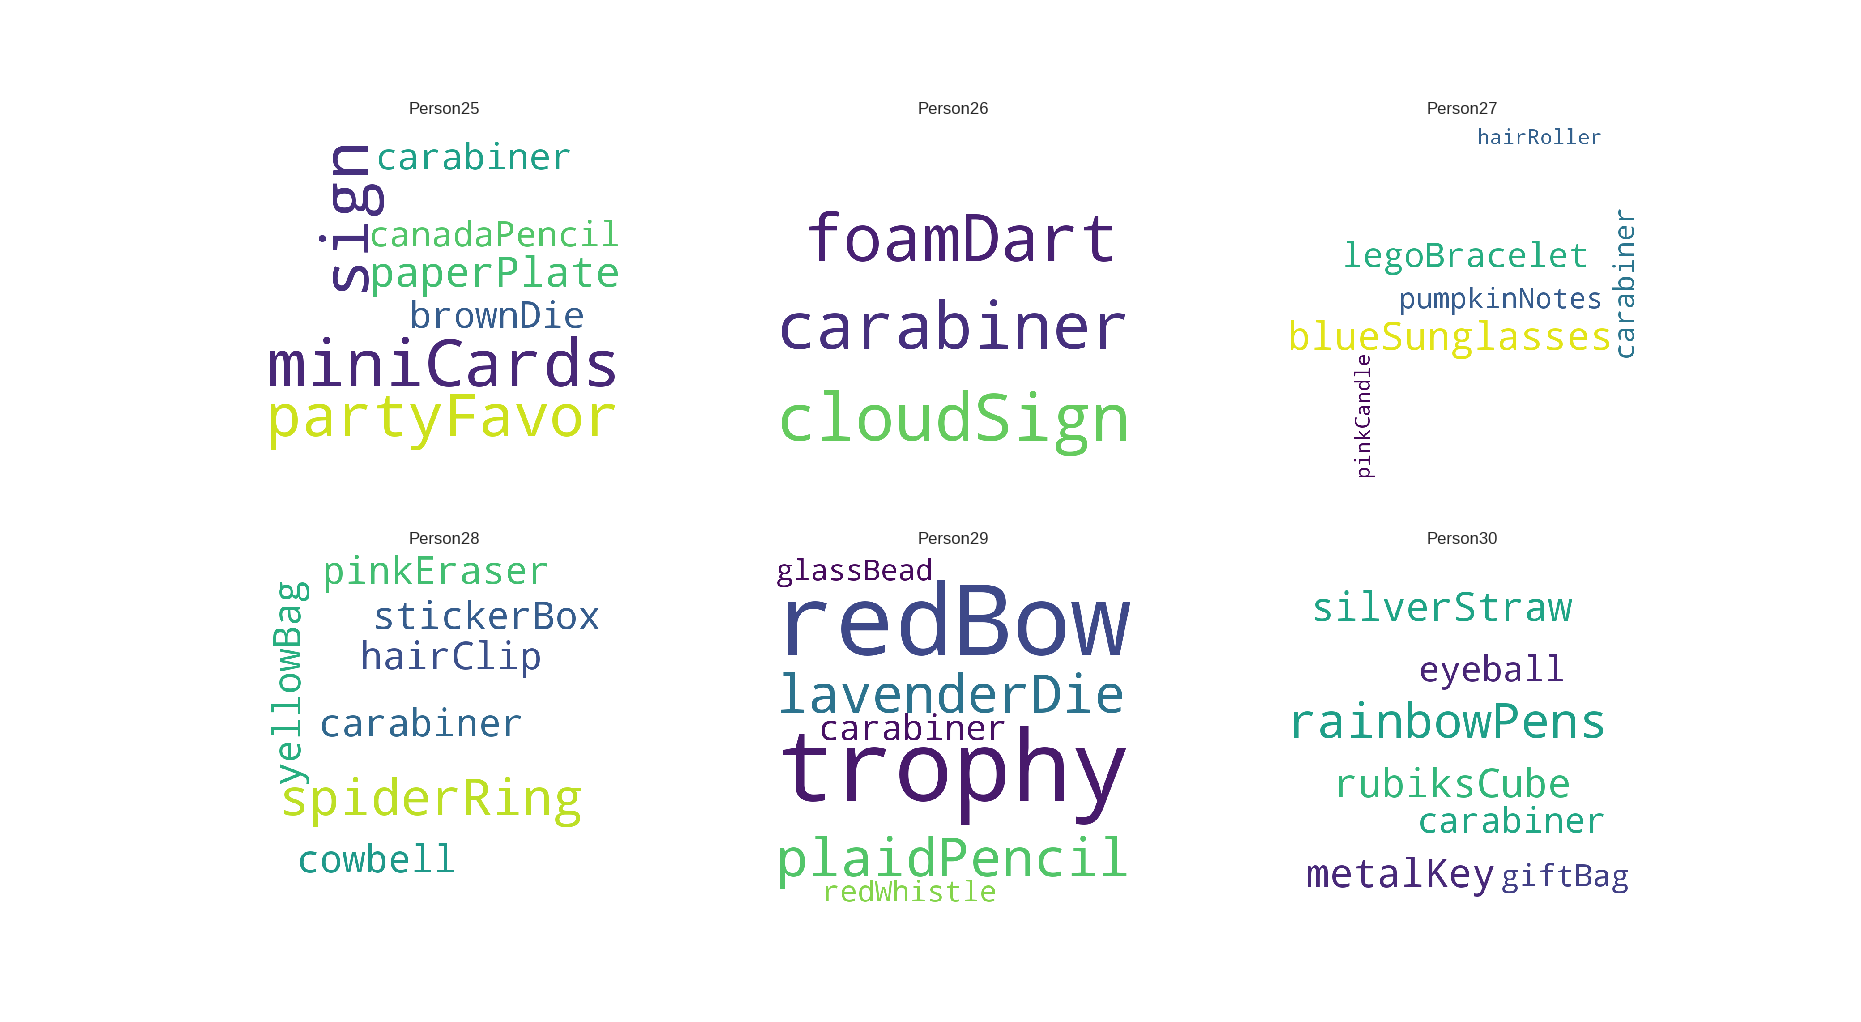 Person25
sign
carabiner
canadaPencil
paperPlate
brownDie
miniCards
partyFavor
Person26
foamDart
carabiner
cloudSign
Person27
hairRoller
carabiner
legoBracelet
pumpkinNotes
blueSunglasses
pinkCandle
Person28
pinkEraser
yellowBag
stickerBox
hairClip
carabiner
spiderRing
cowbell
Person29
glassBead
redBow
lavenderDie
carabiner
trophy
plaidPencil
redWhistle
Person30
silverStraw
eyeball
rainbowPens
rubiksCube
carabiner
metalKey
giftBag